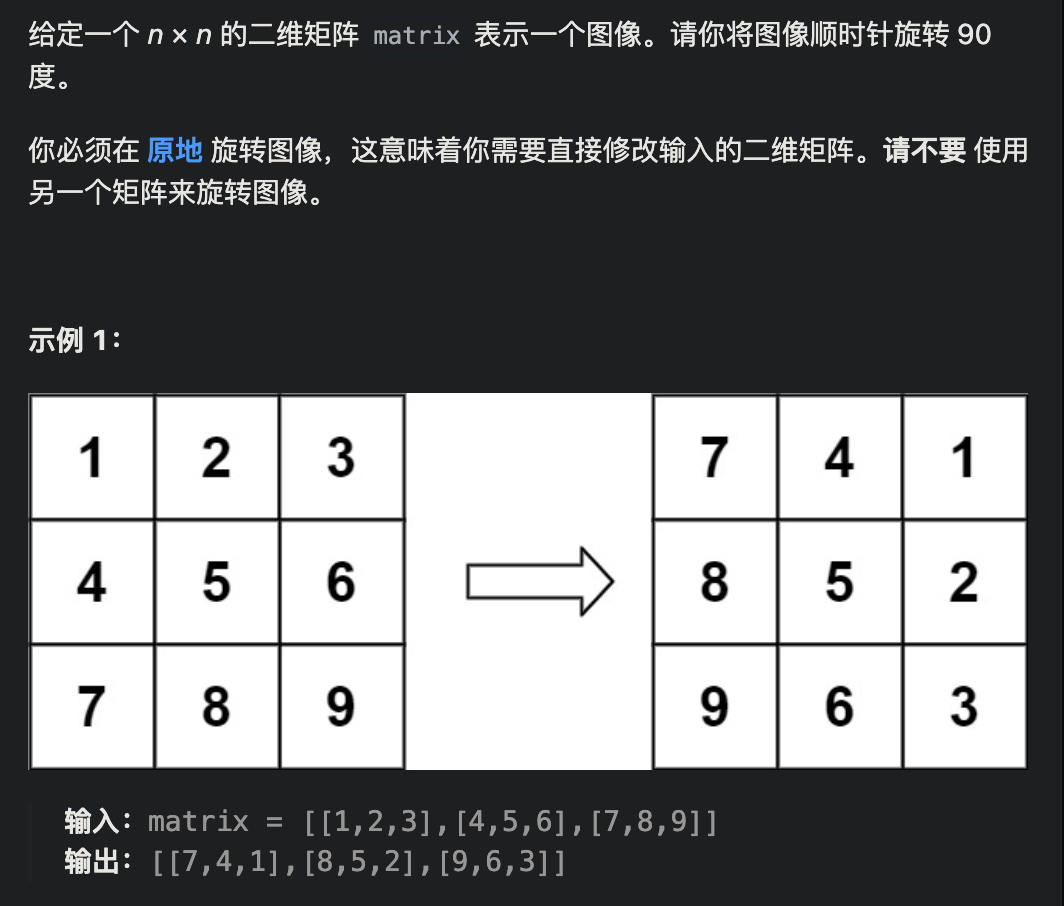 给定一个 n × n 的二维矩阵 matrix 表示一个图像。请你将图像顺时针旋转 90
度。
你必须在 原地 旋转图像，这意味着你需要直接修改输入的二维矩阵。请不要 使用
另一个矩阵来旋转图像。
示例 1：
1 2 3 7 4 1
4 5 6 8 5 2
7 8 9 9 6 3
输入：matrix = [[1,2,3],[4,5,6],[7,8,9]]
输出：[[7,4,1],[8,5,2],[9,6,3]]